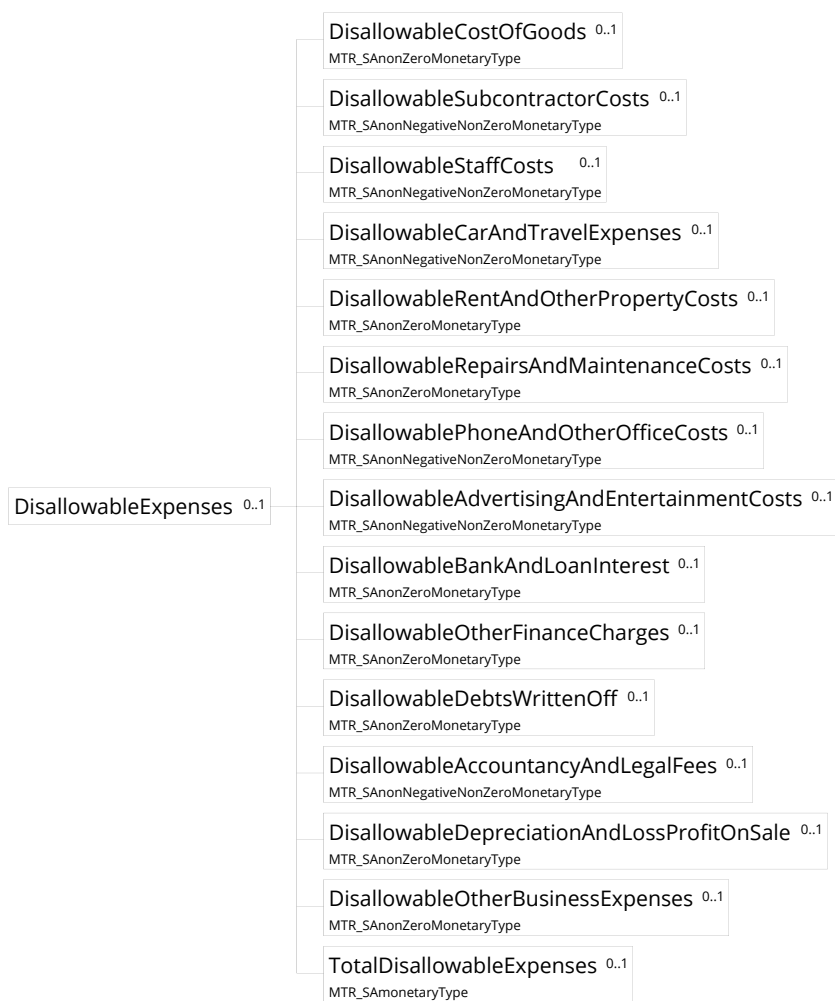 DisallowableCostOfGoods 0..1
MTR_SAnonZeroMonetaryType
DisallowableSubcontractorCosts 0..1
MTR_SAnonNegativeNonZeroMonetaryType
DisallowableStaffCosts 0..1
MTR_SAnonNegativeNonZeroMonetaryType
DisallowableCarAndTravelExpenses 0..1
MTR_SAnonNegativeNonZeroMonetaryType
DisallowableRentAndOtherPropertyCosts 0..1
MTR_SAnonZeroMonetaryType
DisallowableRepairsAndMaintenanceCosts 0..1
MTR_SAnonZeroMonetaryType
DisallowablePhoneAndOtherOfficeCosts 0..1
MTR_SAnonNegativeNonZeroMonetaryType
DisallowableExpenses 0..1
DisallowableAdvertisingAndEntertainmentCosts 0..1
MTR_SAnonNegativeNonZeroMonetaryType
DisallowableBankAndLoanInterest 0..1
MTR_SAnonZeroMonetaryType
DisallowableOtherFinanceCharges 0..1
MTR_SAnonZeroMonetaryType
DisallowableDebtsWrittenOff 0..1
MTR_SAnonZeroMonetaryType
DisallowableAccountancyAndLegalFees 0..1
MTR_SAnonNegativeNonZeroMonetaryType
DisallowableDepreciationAndLossProfitOnSale 0..1
MTR_SAnonZeroMonetaryType
DisallowableOtherBusinessExpenses 0..1
MTR_SAnonZeroMonetaryType
TotalDisallowableExpenses 0..1
MTR_SAmonetaryType